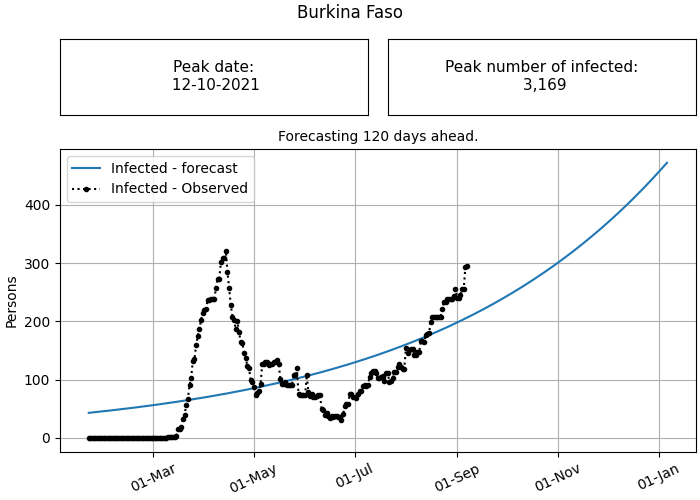 Burkina Faso
Peak date:
12-10-2021
Peak number of infected:
3,169
Forecasting 120 days ahead.
Infected - forecast
Infected - Observed
Persons
400
300
200
100
0
01-Mar
01-May
01-Jul
01-Sep
01-Nov
01-Jan